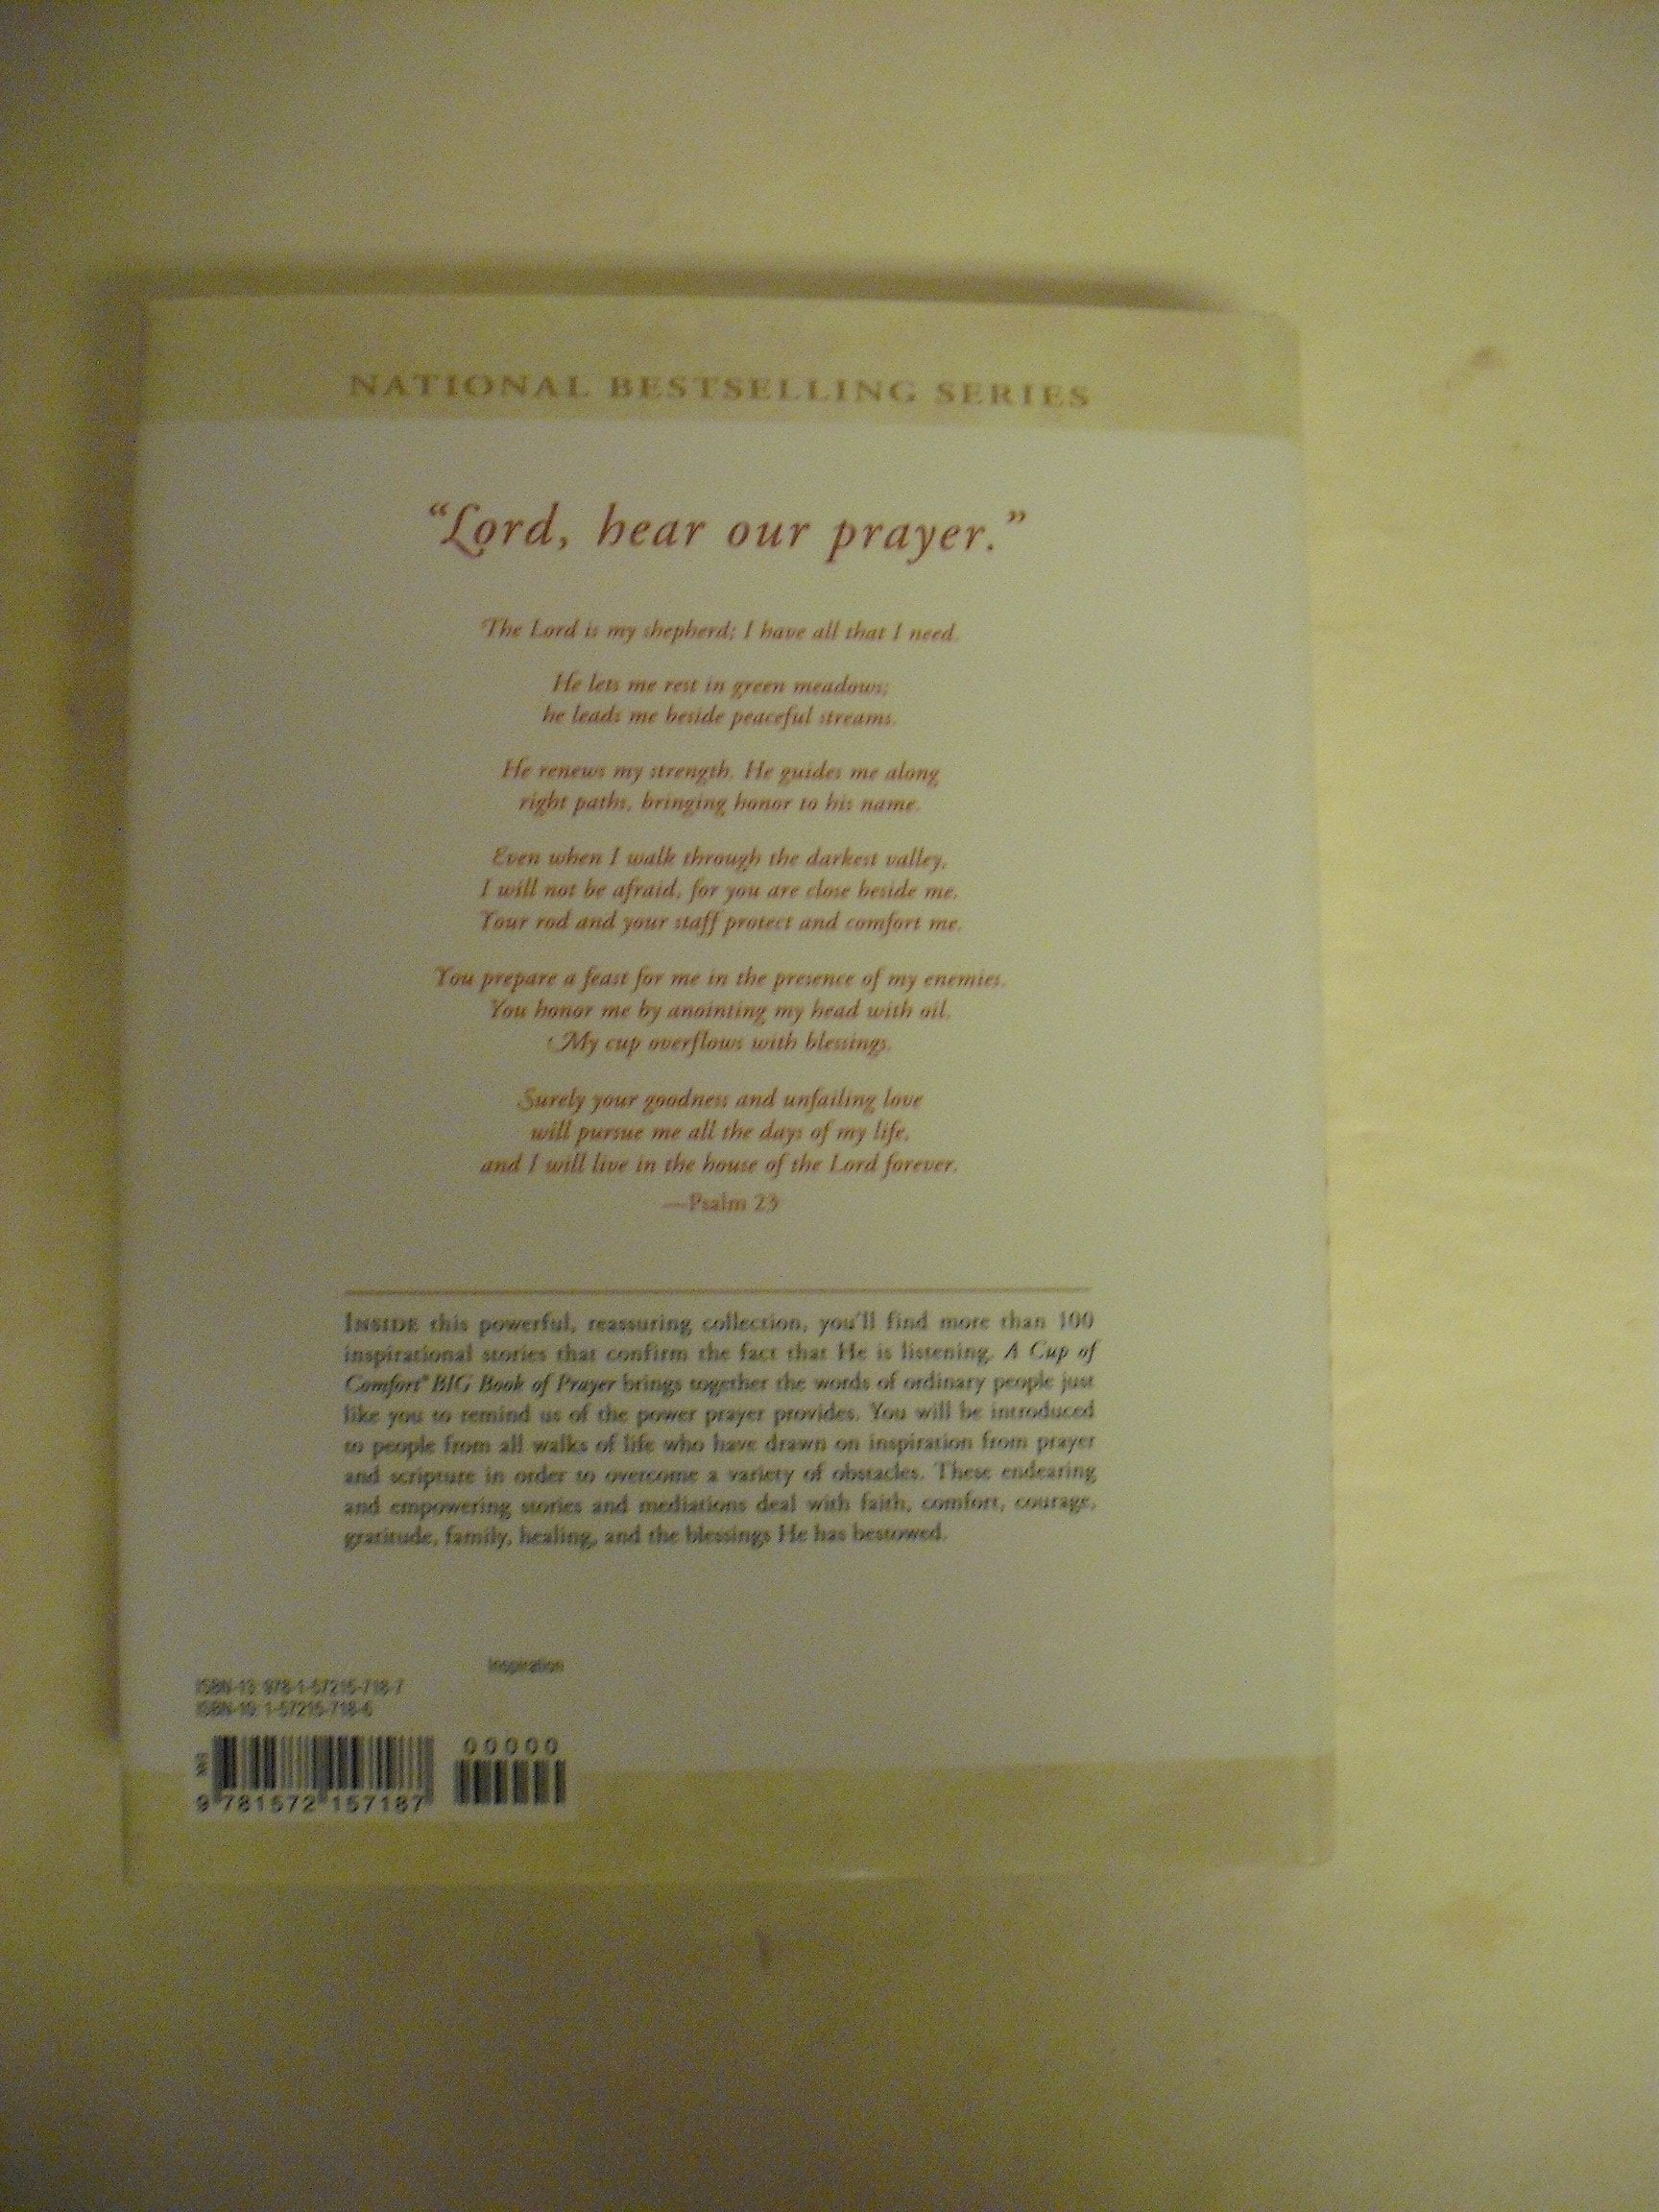 NATIONAL BESTSELLING SERIES
“Lord, hear our prayer.”
The Lord is my shepherd; I have all that I need.
He lets me rest in green meadows;
he leads me beside peaceful streams.
He renews my strength. He guides me along
right paths, bringing honor to his name.
Even when I walk through the darkest valley,
I will not be afraid, for you are close beside me.
Your rod and your staff protect and comfort me.
You prepare a feast for me in the presence of my enemies.
You honor me by anointing my head with oil.
My cup overflows with blessings.
Surely your goodness and unfailing love
will pursue me all the days of my life,
and I will live in the house of the Lord forever.
—Psalm 23
INSIDE this powerful, reassuring collection, you'll find more than 100
inspirational stories that confirm the fact that He is listening. A Cup of
Comfort® BIG Book of Prayer brings together the words of ordinary people just
like you to remind us of the power prayer provides. You will be introduced
to people from all walks of life who have drawn on inspiration from prayer
and scripture in order to overcome a variety of obstacles. These endearing
and empowering stories and mediations deal with faith, comfort, courage,
gratitude, family, healing, and the blessings He has bestowed.
Inspiration
ISBN-13: 978-1-57215-718-7
ISBN-10: 1-57215-718-6
00000
9 781572 157187